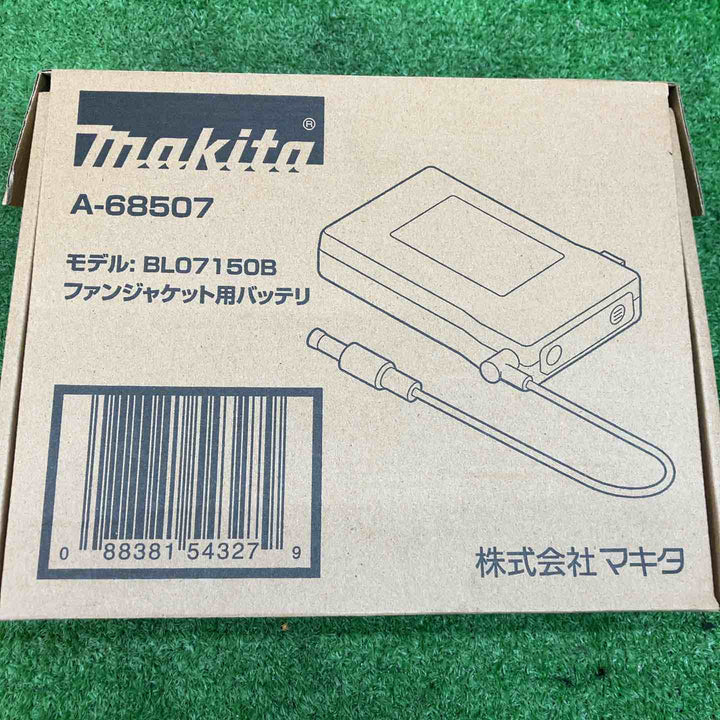 makita®
A-68507
モデル: BL07150B
ファンジャケット用バッテリ
0 88381 54327 9
株式会社マキタ